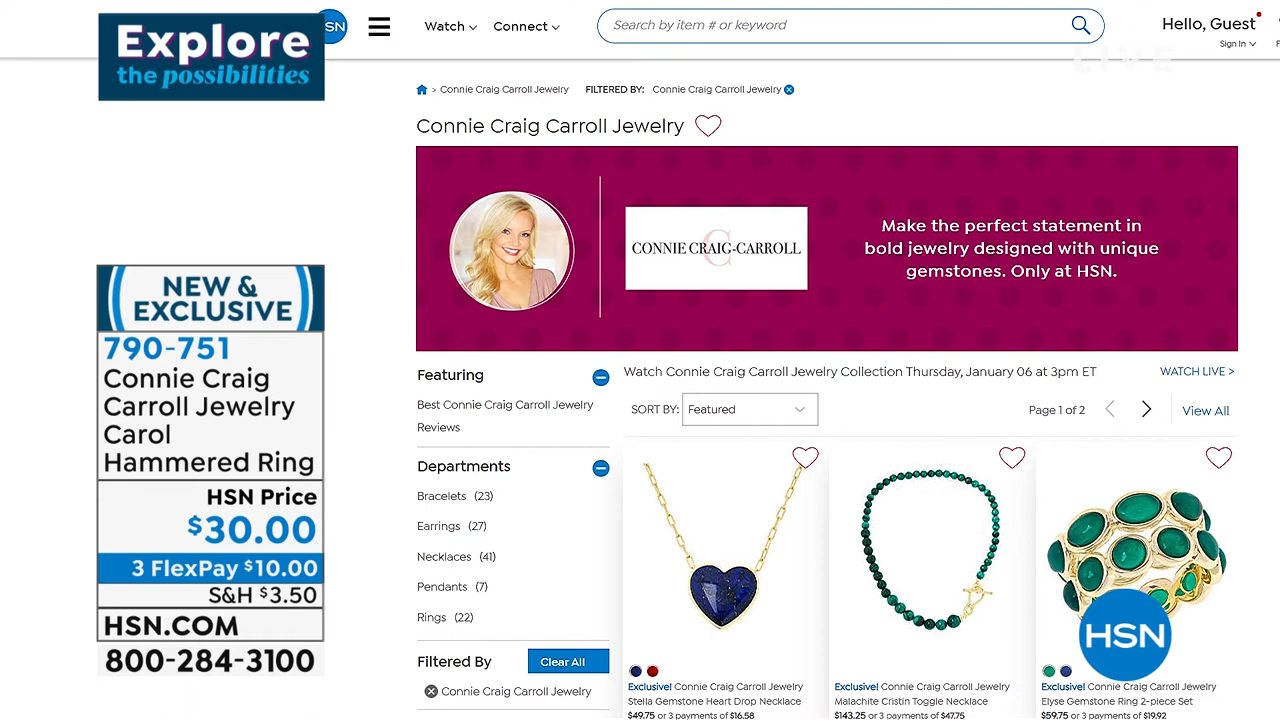 Explore
the possibilities
HSN
Watch
Connect
Search by item # or keyword
Hello, Guest
Sign In
LIVE
> Connie Craig Carroll Jewelry
FILTERED BY: Connie Craig Carroll Jewelry
Connie Craig Carroll Jewelry
C
CONNIE CRAIG-CARROLL
Make the perfect statement in
bold jewelry designed with unique
gemstones. Only at HSN.
NEW &
EXCLUSIVE
790-751
Connie Craig
Carroll Jewelry
Carol
Hammered Ring
HSN Price
$30.00
3 FlexPay $10.00
S&H $3.50
HSN.COM
800-284-3100
Featuring
Best Connie Craig Carroll Jewelry
Reviews
Departments
Bracelets (23)
Earrings (27)
Necklaces (41)
Pendants (7)
Rings (22)
Filtered By
Clear All
Connie Craig Carroll Jewelry
Watch Connie Craig Carroll Jewelry Collection Thursday, January 06 at 3pm ET
WATCH LIVE >
SORT BY: Featured
Page 1 of 2
View All
Exclusive! Connie Craig Carroll Jewelry
Stella Gemstone Heart Drop Necklace
$49.75 or 3 payments of $16.58
Exclusive! Connie Craig Carroll Jewelry
Malachite Cristin Toggle Necklace
$143.25 or 3 payments of $47.75
Exclusive! Connie Craig Carroll Jewelry
Elyse Gemstone Ring 2-piece Set
$59.75 or 3 payments of $19.92
HSN